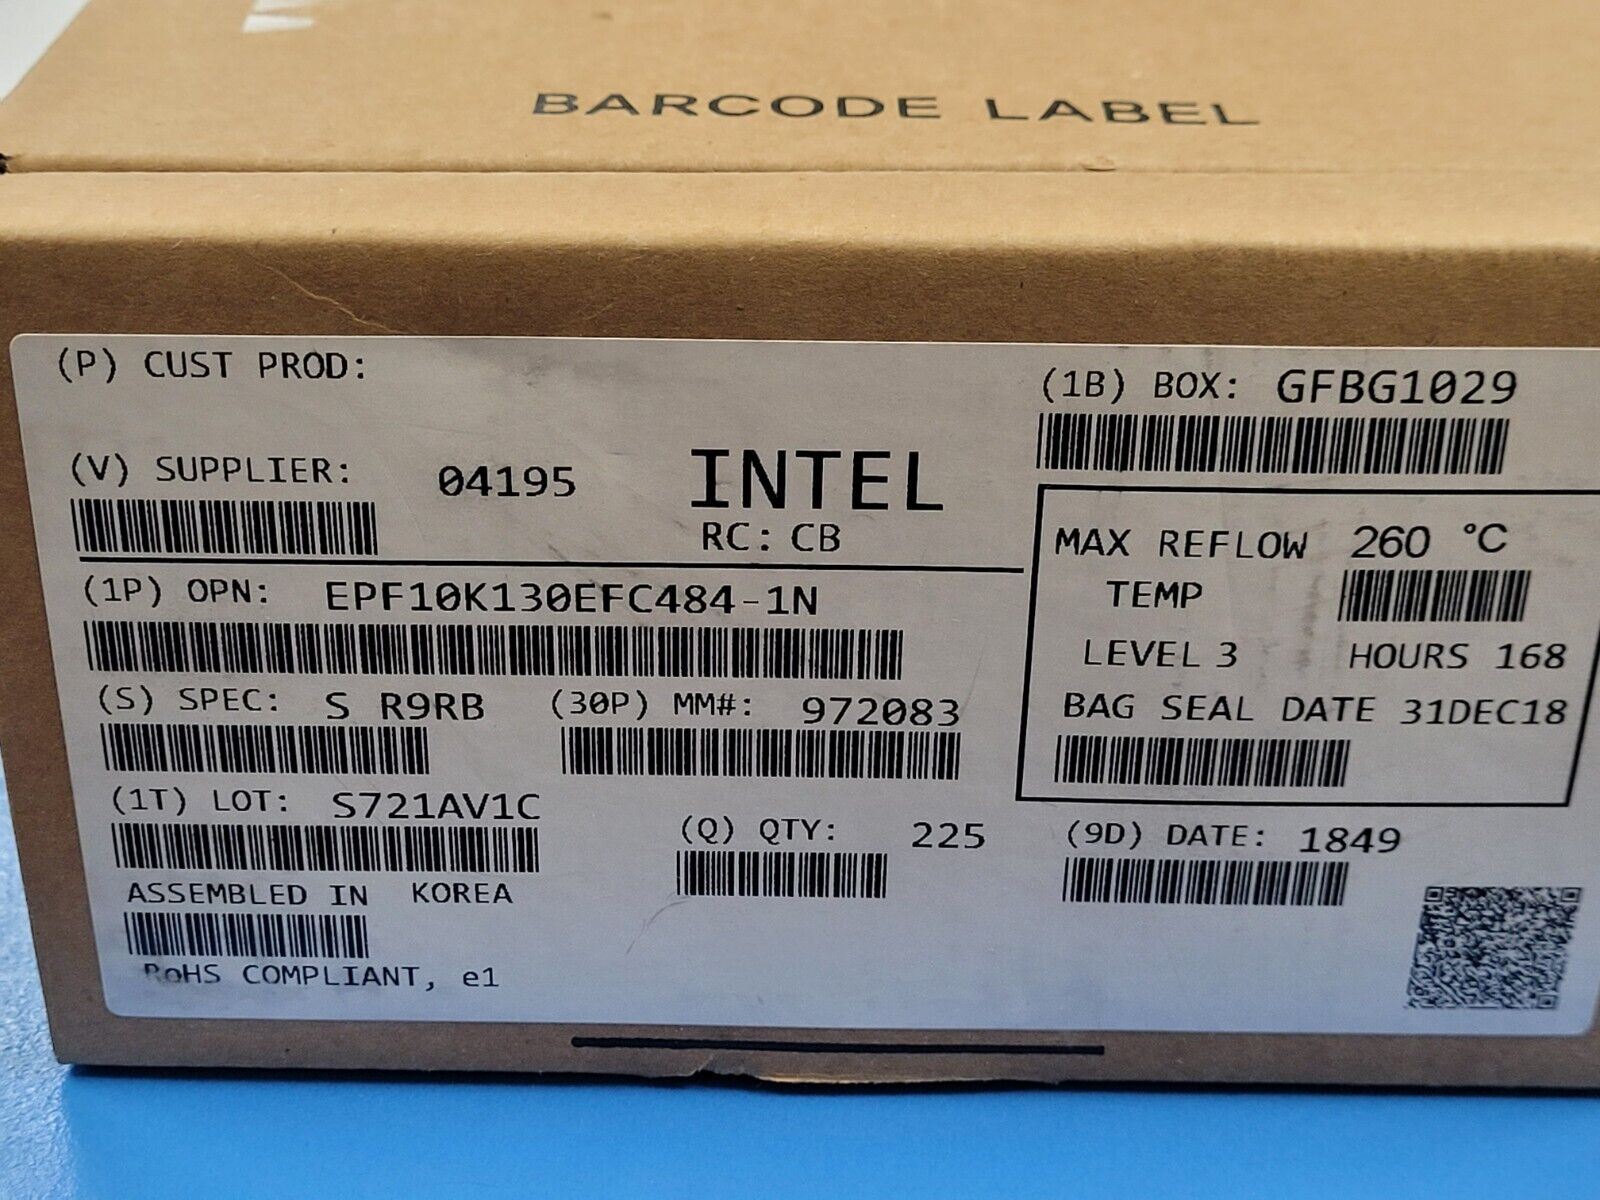 BARCODE LABEL
(P) CUST PROD:
(1B) BOX: GFBG1029
(V) SUPPLIER: 04195 INTEL
RC: CB
(1P) OPN: EPF10K130EFC484-1N
MAX REFLOW 260 °C
TEMP
LEVEL 3 HOURS 168
BAG SEAL DATE 31DEC18
(S) SPEC: S R9RB (30P) MM#: 972083
(1T) LOT: S721AV1C
(Q) QTY: 225
(9D) DATE: 1849
ASSEMBLED IN KOREA
RoHS COMPLIANT, e1